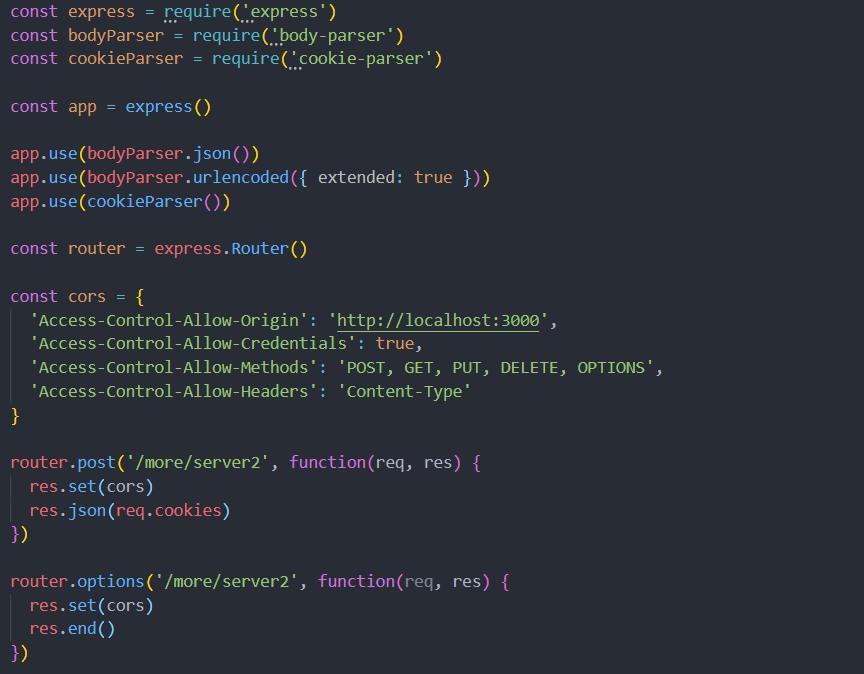 const express = require('express')
const bodyParser = require('body-parser')
const cookieParser = require('cookie-parser')
const app = express()
app.use(bodyParser.json())
app.use(bodyParser.urlencoded({ extended: true }))
app.use(cookieParser())
const router = express.Router()
const cors = {
  'Access-Control-Allow-Origin': 'http://localhost:3000',
  'Access-Control-Allow-Credentials': true,
  'Access-Control-Allow-Methods': 'POST, GET, PUT, DELETE, OPTIONS',
  'Access-Control-Allow-Headers': 'Content-Type'
}
router.post('/more/server2', function(req, res) {
  res.set(cors)
  res.json(req.cookies)
})
router.options('/more/server2', function(req, res) {
  res.set(cors)
  res.end()
})